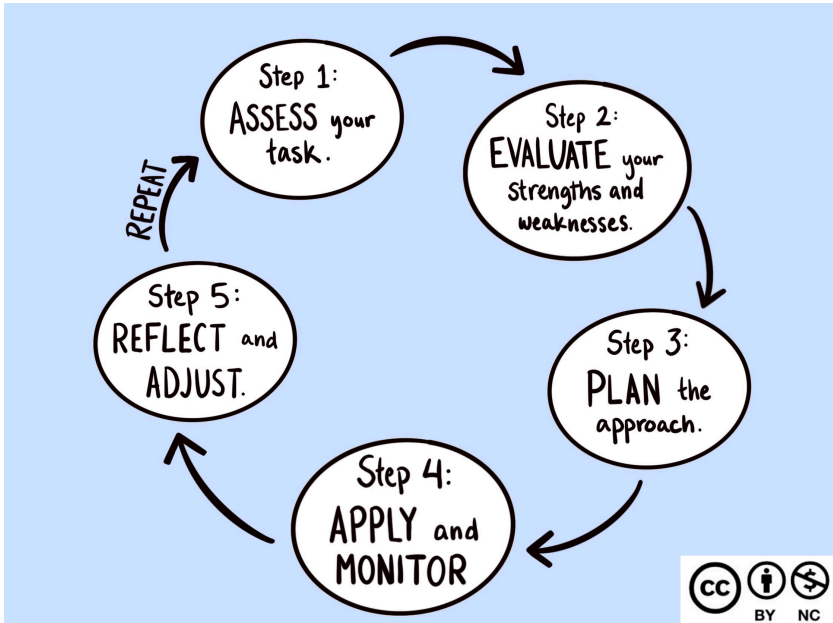 Step 1:
ASSESS your
task.
Step 2:
EVALUATE your
strengths and
weaknesses.
Step 3:
PLAN the
approach.
Step 4:
APPLY and
MONITOR
Step 5:
REFLECT and
ADJUST.
REPEAT
CC
BY NC